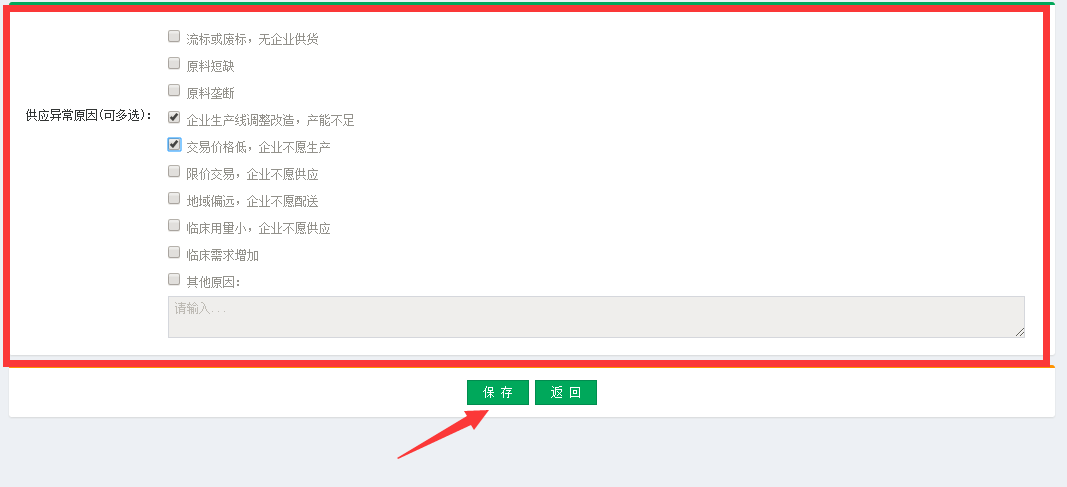 流标或废标，无企业供货
原料短缺
原料垄断
供应异常原因(可多选)：
企业生产线调整改造，产能不足
交易价格低，企业不愿生产
限价交易，企业不愿供应
地域偏远，企业不愿配送
临床用量小，企业不愿供应
临床需求增加
其他原因：
请输入...
保 存 返 回